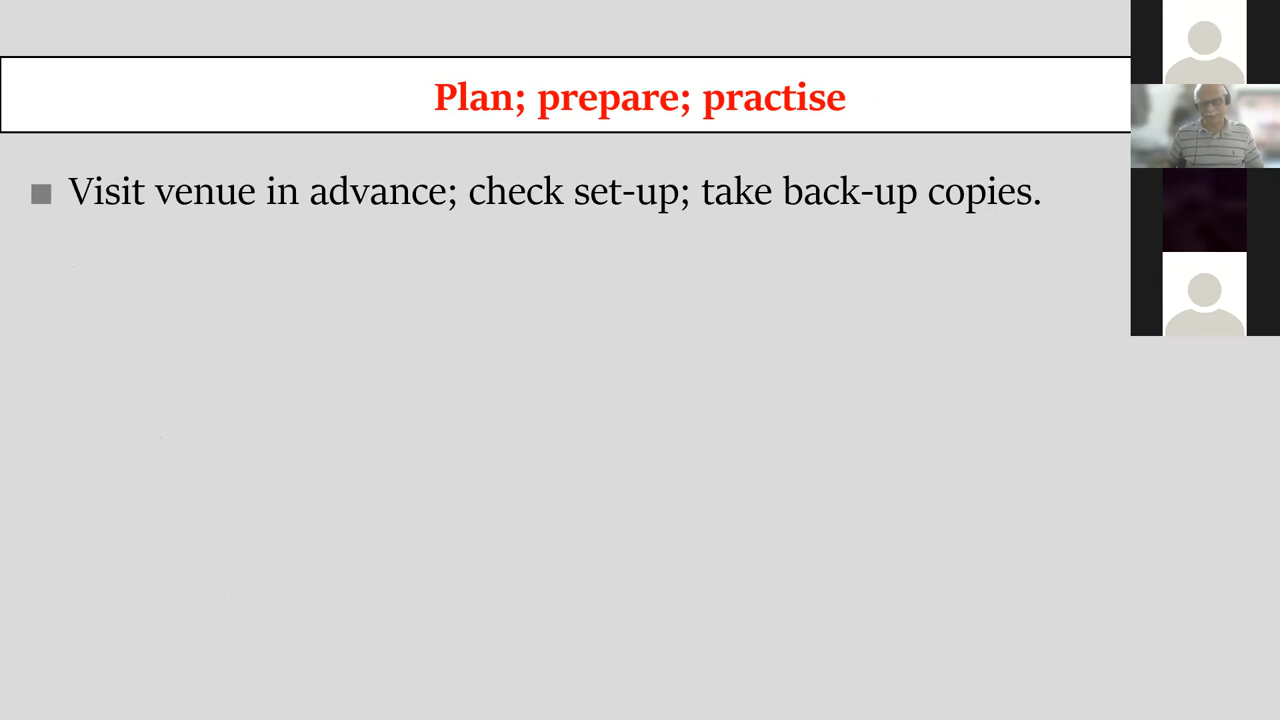 Plan; prepare; practise
Visit venue in advance; check set-up; take back-up copies.